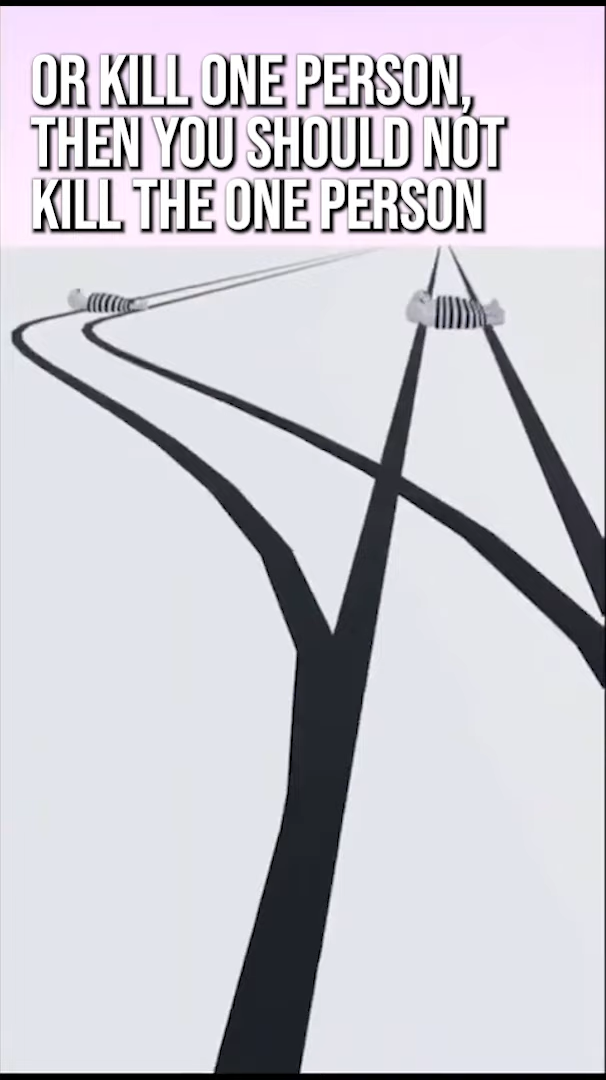 OR KILL ONE PERSON,
THEN YOU SHOULD NOT
KILL THE ONE PERSON